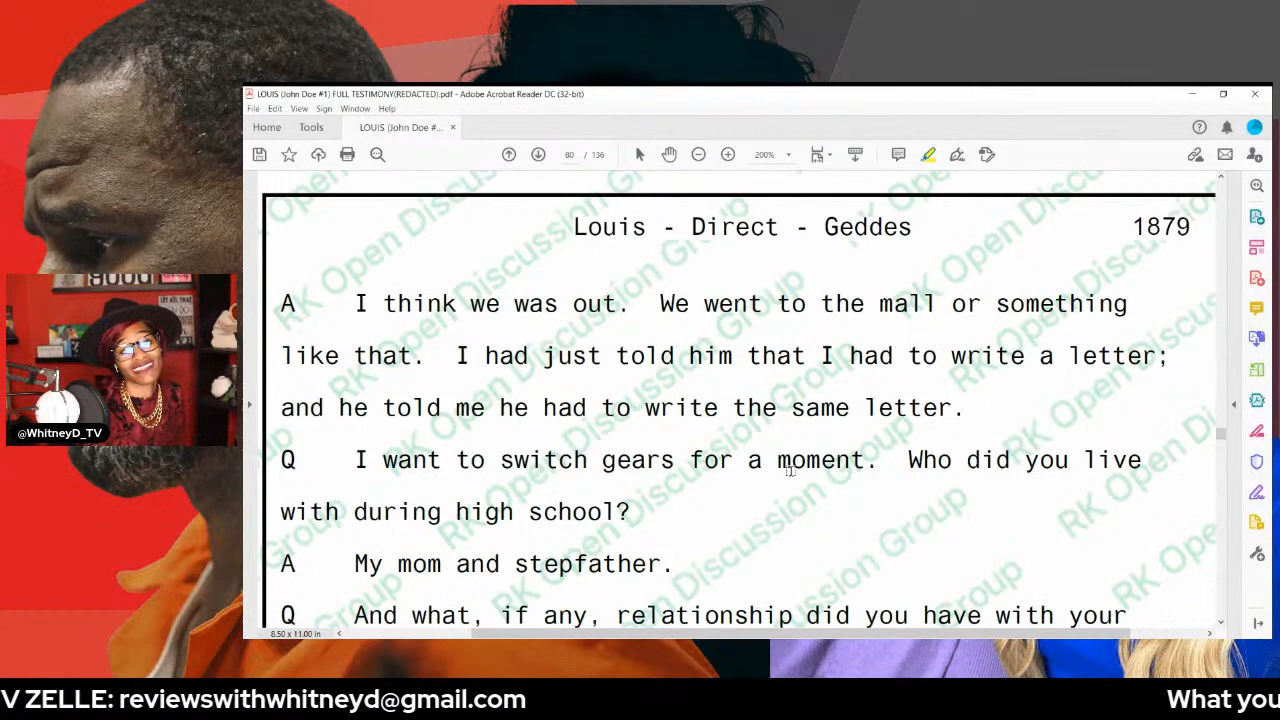 LOUIS (John Doe #1) FULL TESTIMONY(REDACTED).pdf - Adobe Acrobat Reader DC (32-bit)
File Edit View Sign Window Help
Home Tools LOUIS (John Doe #... ×
80 / 136 200%
Louis - Direct - Geddes 1879
A I think we was out. We went to the mall or something
like that. I had just told him that I had to write a letter;
and he told me he had to write the same letter.
Q I want to switch gears for a moment. Who did you live
with during high school?
A My mom and stepfather.
Q And what, if any, relationship did you have with your
8.50 x 11.00 in
RK Open Discussion Group
@WhitneyD_TV
V ZELLE: reviewswithwhitneyd@gmail.com
What you